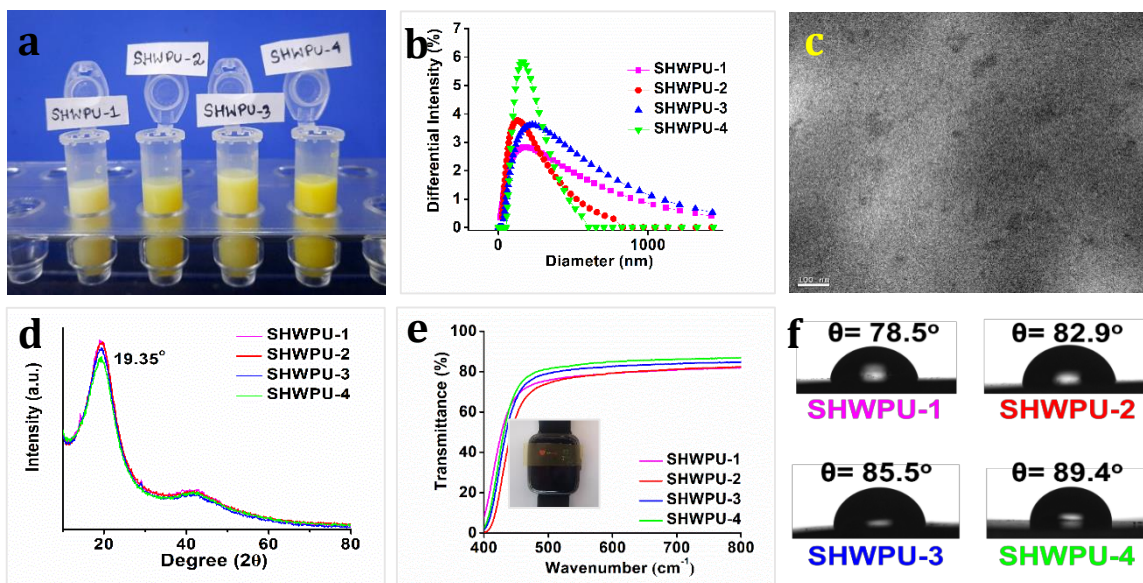 a
SHWPU-1
SHWPU-2
SHWPU-3
SHWPU-4
b
Differential Intensity (%)
7
6
5
4
3
2
1
0
0
1000
Diameter (nm)
SHWPU-1
SHWPU-2
SHWPU-3
SHWPU-4
c
100 nm
d
Intensity (a.u.)
19.35°
SHWPU-1
SHWPU-2
SHWPU-3
SHWPU-4
20
40
60
80
Degree (2θ)
e
Transmittance (%)
100
80
60
40
20
0
SHWPU-1
SHWPU-2
SHWPU-3
SHWPU-4
400
500
600
700
800
Wavenumber (cm⁻¹)
f
θ= 78.5°
SHWPU-1
θ= 82.9°
SHWPU-2
θ= 85.5°
SHWPU-3
θ= 89.4°
SHWPU-4